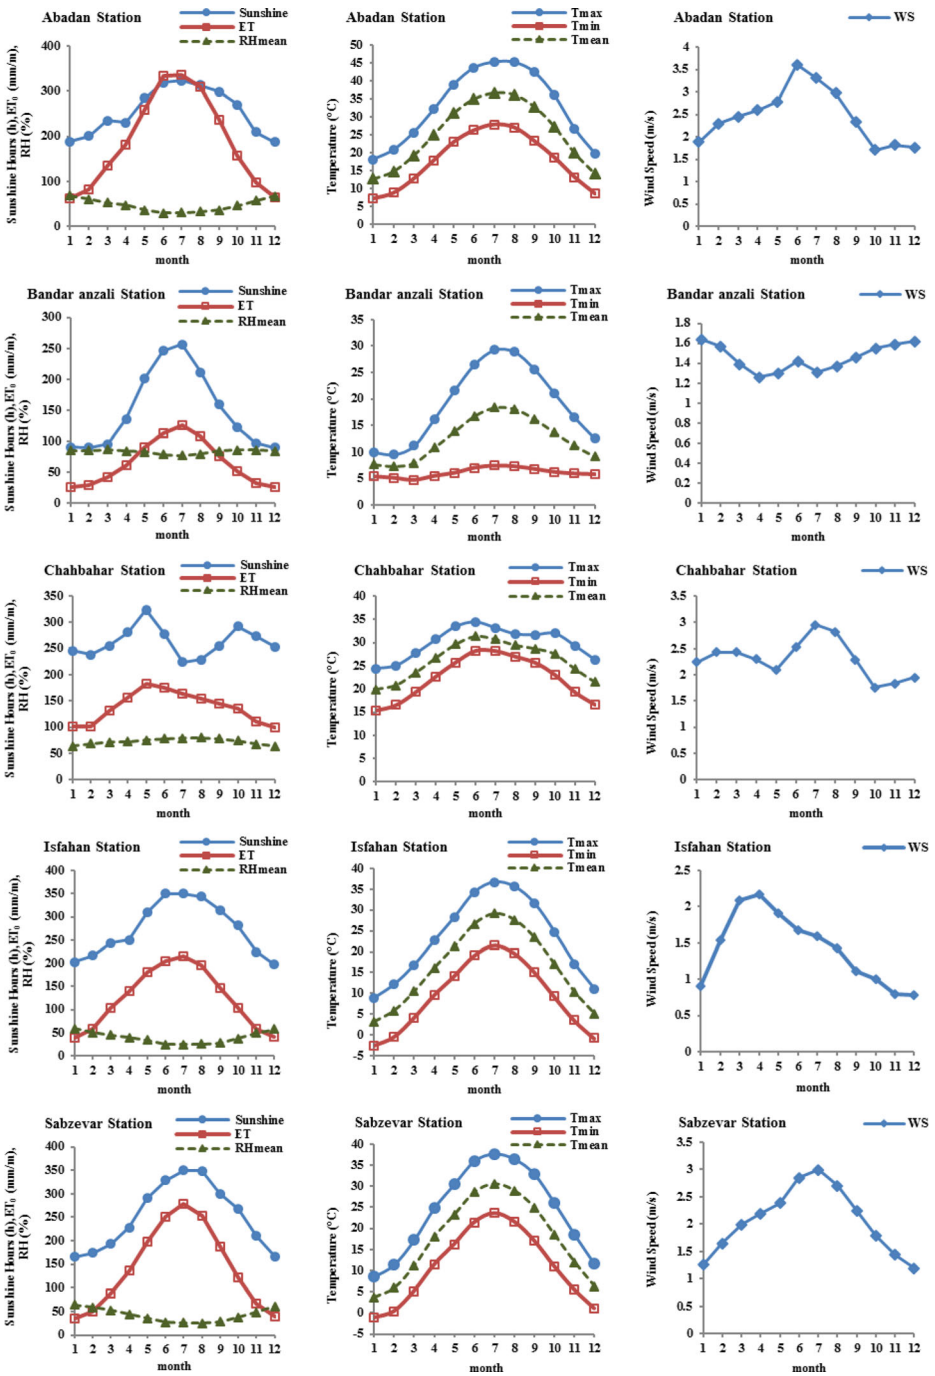 Abadan Station
Sunshine
ET
RHmean
Sunshine Hours (h), ET₀ (mm/m),
RH (%)
400
300
200
100
0
1 2 3 4 5 6 7 8 9 10 11 12
month
Abadan Station
Tmax
Tmin
Tmean
Temperature (°C)
50
45
40
35
30
25
20
15
10
5
0
1 2 3 4 5 6 7 8 9 10 11 12
month
Abadan Station
WS
Wind Speed (m/s)
4
3.5
3
2.5
2
1.5
1
0.5
0
1 2 3 4 5 6 7 8 9 10 11 12
month
Bandar anzali Station
Sunshine
ET
RHmean
Sunshine Hours (h), ET₀ (mm/m),
RH (%)
300
250
200
150
100
50
0
1 2 3 4 5 6 7 8 9 10 11 12
month
Bandar anzali Station
Tmax
Tmin
Tmean
Temperature (°C)
35
30
25
20
15
10
5
0
1 2 3 4 5 6 7 8 9 10 11 12
month
Bandar anzali Station
WS
Wind Speed (m/s)
1.8
1.6
1.4
1.2
1
0.8
0.6
0.4
0.2
0
1 2 3 4 5 6 7 8 9 10 11 12
month
Chahbahar Station
Sunshine
ET
RHmean
Sunshine Hours (h), ET₀ (mm/m),
RH (%)
350
300
250
200
150
100
50
0
1 2 3 4 5 6 7 8 9 10 11 12
month
Chahbahar Station
Tmax
Tmin
Tmean
Temperature (°C)
40
35
30
25
20
15
10
5
0
1 2 3 4 5 6 7 8 9 10 11 12
month
Chahbahar Station
WS
Wind Speed (m/s)
3.5
3
2.5
2
1.5
1
0.5
0
1 2 3 4 5 6 7 8 9 10 11 12
month
Isfahan Station
Sunshine
ET
RHmean
Sunshine Hours (h), ET₀ (mm/m),
RH (%)
400
350
300
250
200
150
100
50
0
1 2 3 4 5 6 7 8 9 10 11 12
month
Isfahan Station
Tmax
Tmin
Tmean
Temperature (°C)
40
35
30
25
20
15
10
5
0
-5
1 2 3 4 5 6 7 8 9 10 11 12
month
Isfahan Station
WS
Wind Speed (m/s)
2.5
2
1.5
1
0.5
0
1 2 3 4 5 6 7 8 9 10 11 12
month
Sabzevar Station
Sunshine
ET
RHmean
Sunshine Hours (h), ET₀ (mm/m),
RH (%)
400
350
300
250
200
150
100
50
0
1 2 3 4 5 6 7 8 9 10 11 12
month
Sabzevar Station
Tmax
Tmin
Tmean
Temperature (°C)
40
35
30
25
20
15
10
5
0
-5
1 2 3 4 5 6 7 8 9 10 11 12
month
Sabzevar Station
WS
Wind Speed (m/s)
3.5
3
2.5
2
1.5
1
0.5
0
1 2 3 4 5 6 7 8 9 10 11 12
month